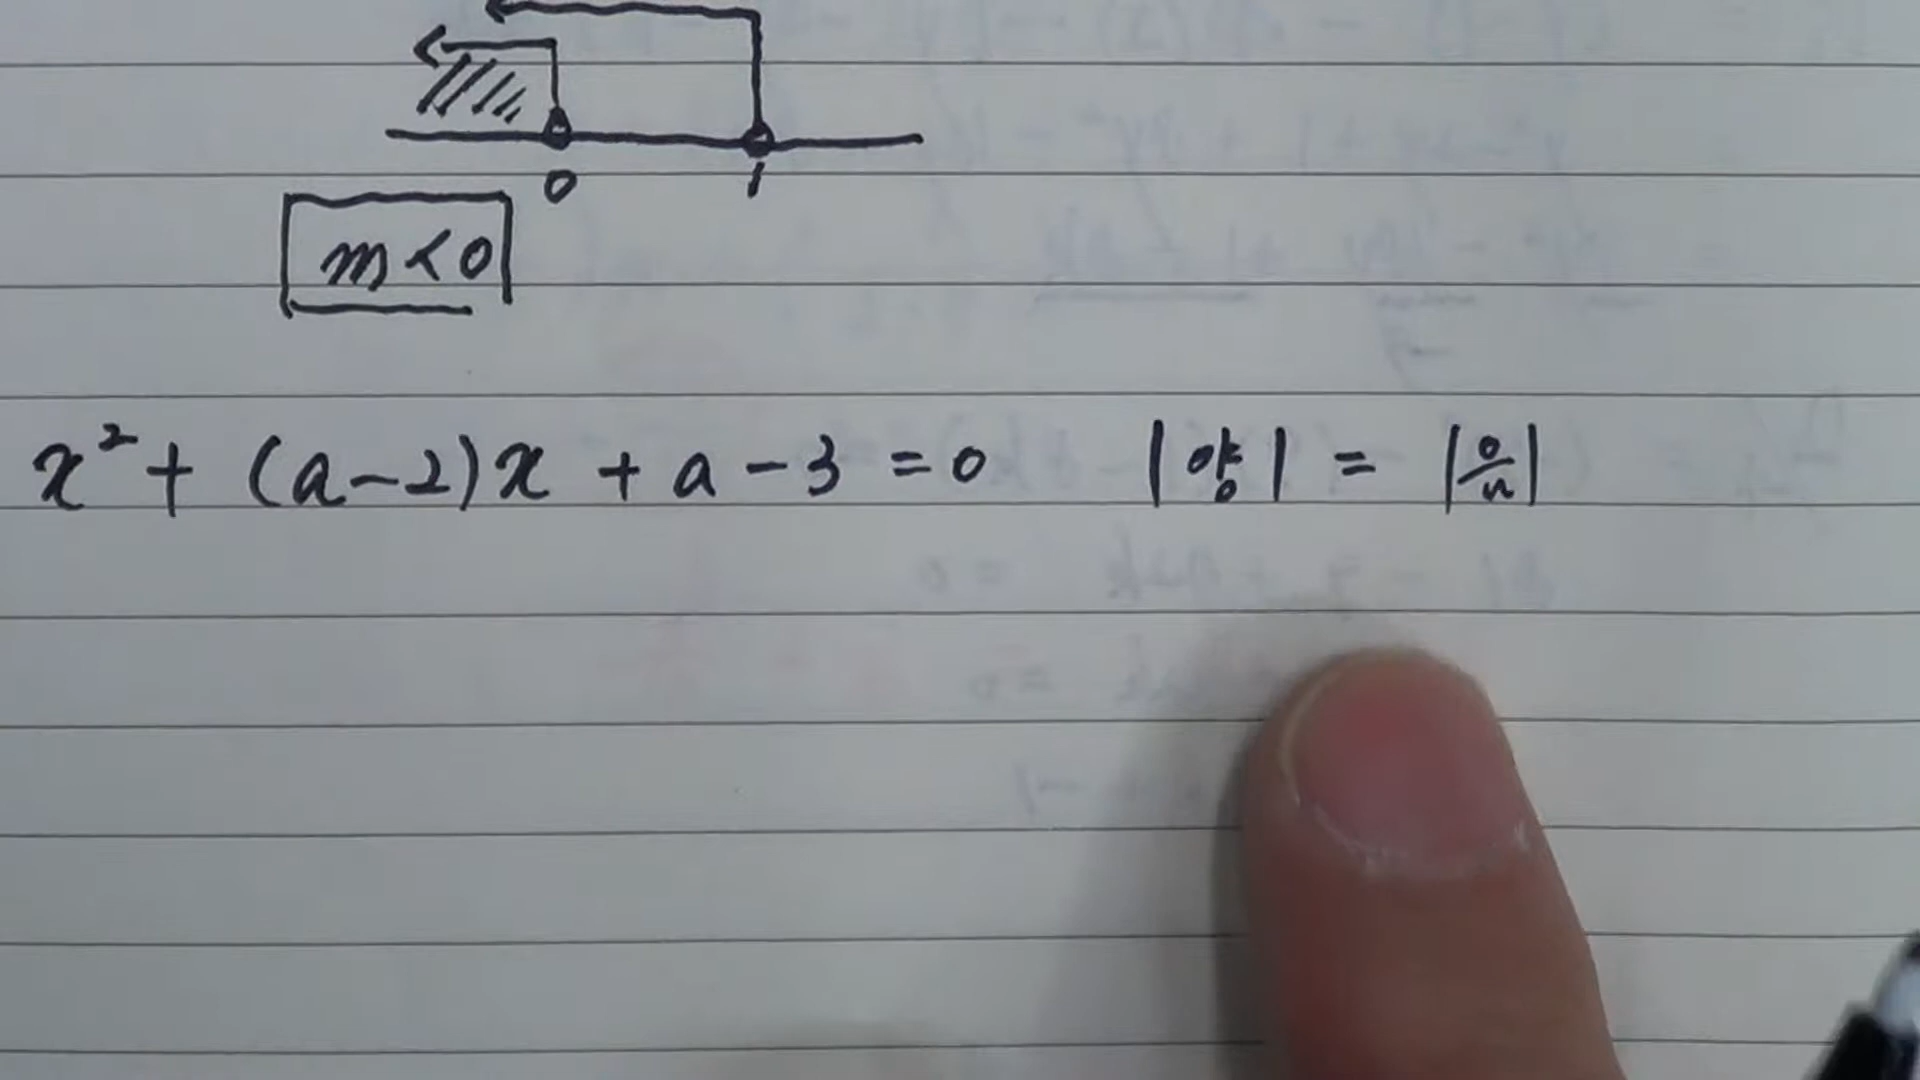 0 1
m < 0
x² + (a-2)x + a - 3 = 0 |양| = |음|